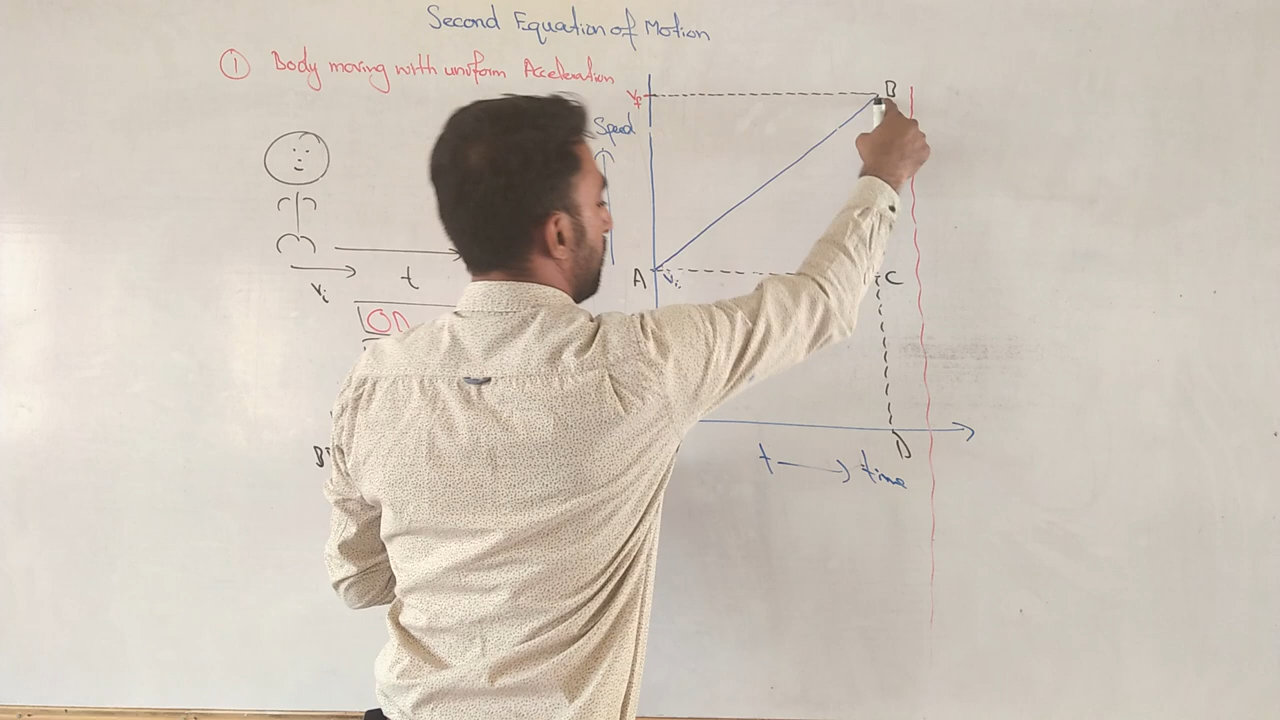 Second Equation of Motion
① Body moving with uniform Acceleration
Vf
B
Speed
A
Vi
C
Vi
t
D
t → time